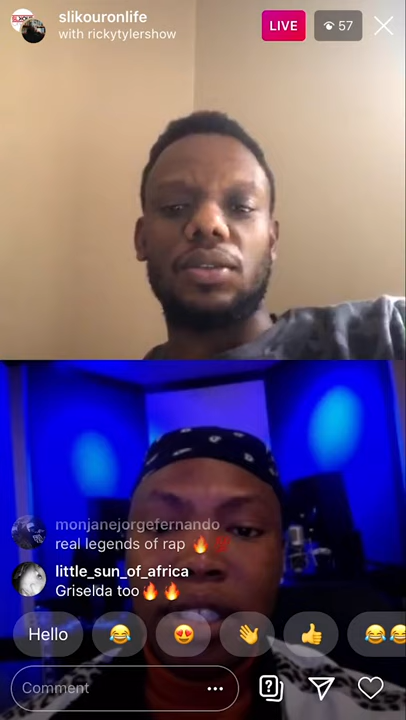 slikouronlife
with rickytylershow
LIVE
57
monjanejorgefernando
real legends of rap 🔥💯
little_sun_of_africa
Griselda too🔥🔥
Hello
Comment